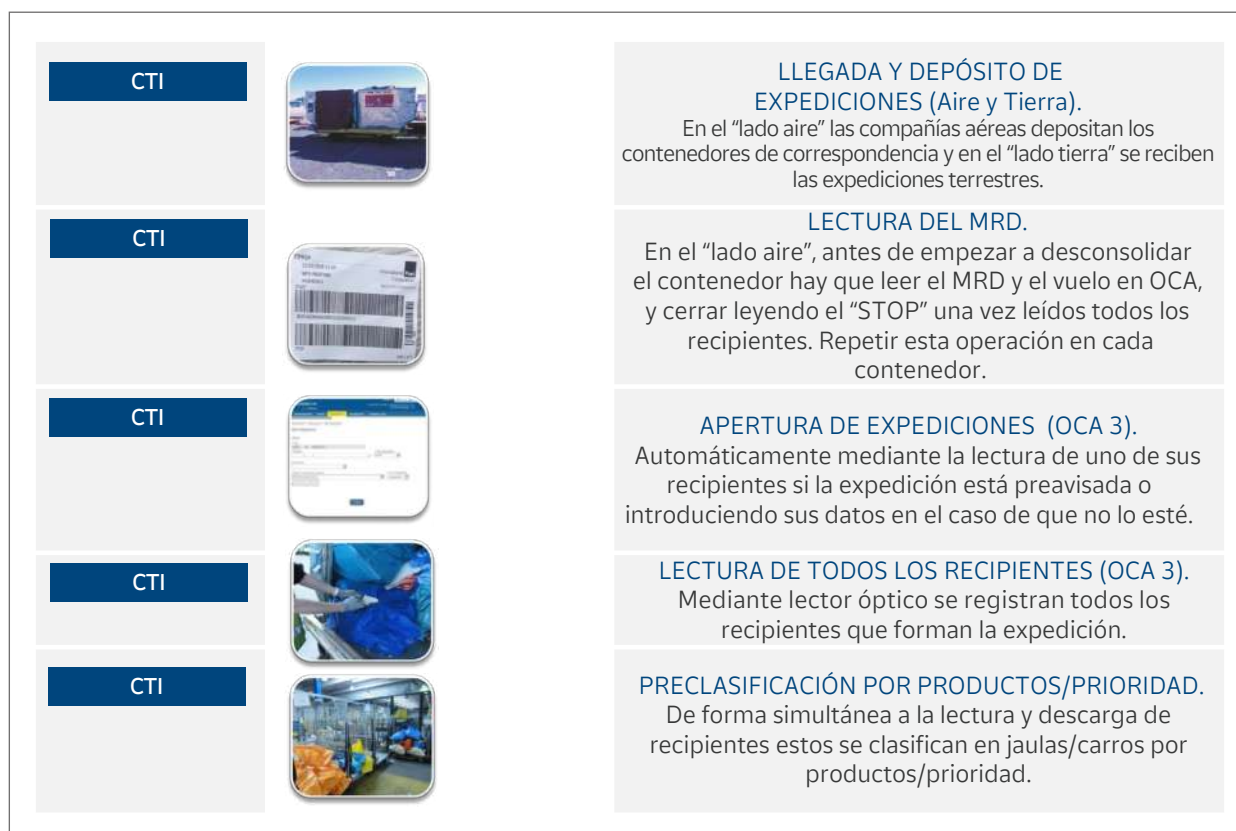 CTI
LLEGADA Y DEPÓSITO DE
EXPEDICIONES (Aire y Tierra).
En el “lado aire” las compañías aéreas depositan los
contenedores de correspondencia y en el “lado tierra” se reciben
las expediciones terrestres.
CTI
LECTURA DEL MRD.
En el “lado aire”, antes de empezar a desconsolidar
el contenedor hay que leer el MRD y el vuelo en OCA,
y cerrar leyendo el “STOP” una vez leídos todos los
recipientes. Repetir esta operación en cada
contenedor.
CTI
APERTURA DE EXPEDICIONES (OCA 3).
Automáticamente mediante la lectura de uno de sus
recipientes si la expedición está preavisada o
introduciendo sus datos en el caso de que no lo esté.
CTI
LECTURA DE TODOS LOS RECIPIENTES (OCA 3).
Mediante lector óptico se registran todos los
recipientes que forman la expedición.
CTI
PRECLASIFICACIÓN POR PRODUCTOS/PRIORIDAD.
De forma simultánea a la lectura y descarga de
recipientes estos se clasifican en jaulas/carros por
productos/prioridad.